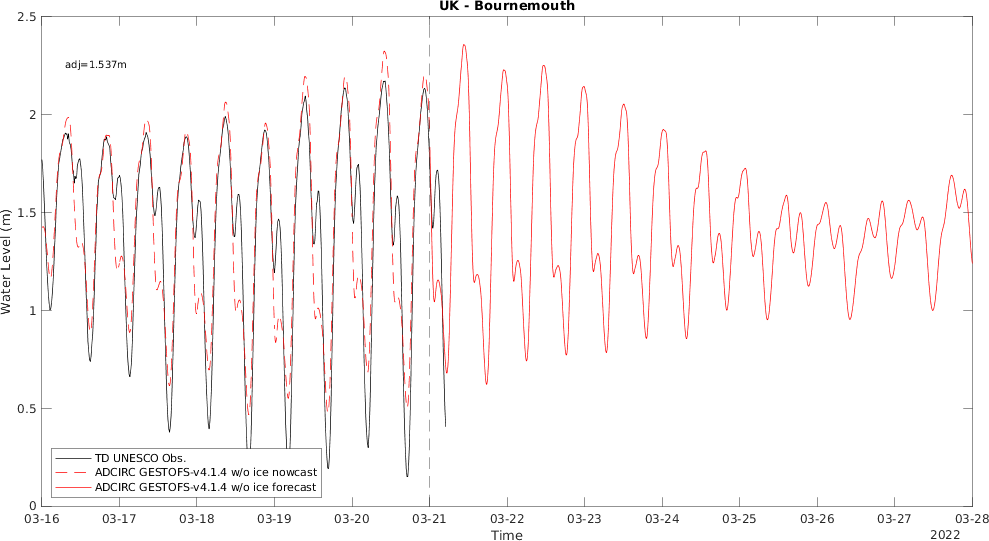 UK - Bournemouth
2.5
2
1.5
1
0.5
0
Water Level (m)
adj=1.537m
TD UNESCO Obs.
ADCIRC GESTOFS-v4.1.4 w/o ice nowcast
ADCIRC GESTOFS-v4.1.4 w/o ice forecast
03-16 03-17 03-18 03-19 03-20 03-21 03-22 03-23 03-24 03-25 03-26 03-27 03-28
Time
2022